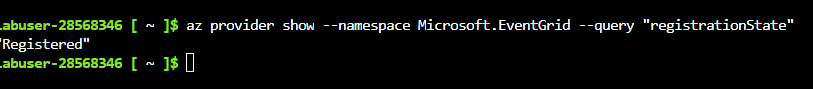 labuser-28568346 [ ~ ]$ az provider show --namespace Microsoft.EventGrid --query "registrationState"
"Registered"
labuser-28568346 [ ~ ]$